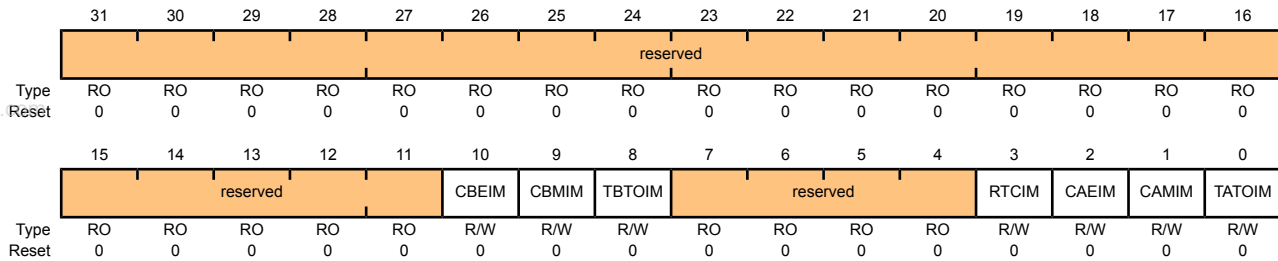 31 30 29 28 27 26 25 24 23 22 21 20 19 18 17 16
reserved
Type RO RO RO RO RO RO RO RO RO RO RO RO RO RO RO RO
Reset 0 0 0 0 0 0 0 0 0 0 0 0 0 0 0 0
15 14 13 12 11 10 9 8 7 6 5 4 3 2 1 0
reserved CBEIM CBMIM TBTOIM reserved RTCIM CAEIM CAMIM TATOIM
Type RO RO RO RO RO R/W R/W R/W RO RO RO RO R/W R/W R/W R/W
Reset 0 0 0 0 0 0 0 0 0 0 0 0 0 0 0 0